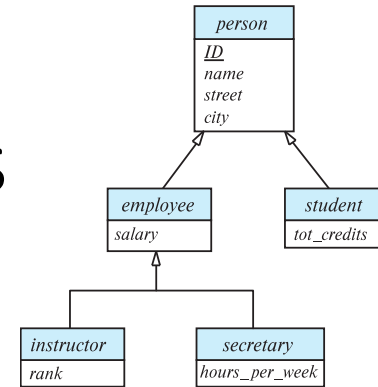 person
ID
name
street
city
employee
salary
student
tot_credits
instructor
rank
secretary
hours_per_week